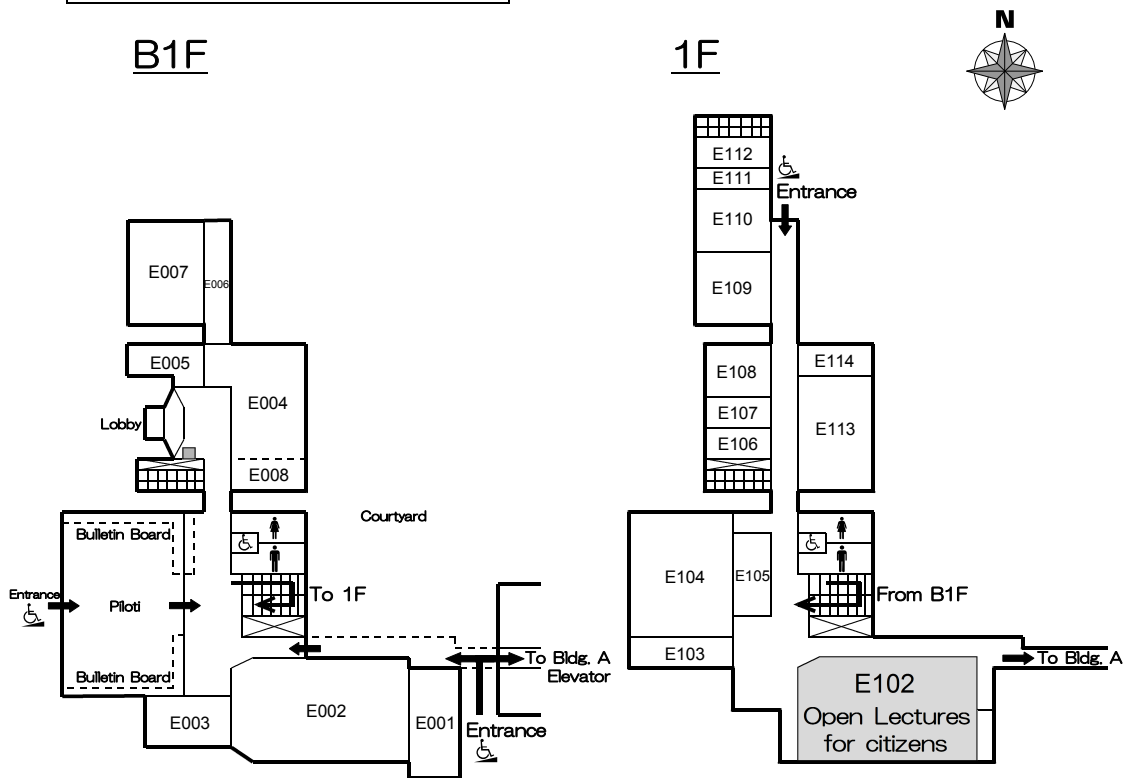 B1F
E007
E006
E005
E004
Lobby
E008
Courtyard
Bulletin Board
Entrance
Piloti
To 1F
Bulletin Board
To Bldg. A
Elevator
E003
E002
E001
Entrance
1F
N
E112
E111
Entrance
E110
E109
E108
E114
E107
E113
E106
E104
E105
From B1F
E103
To Bldg. A
E102
Open Lectures
for citizens